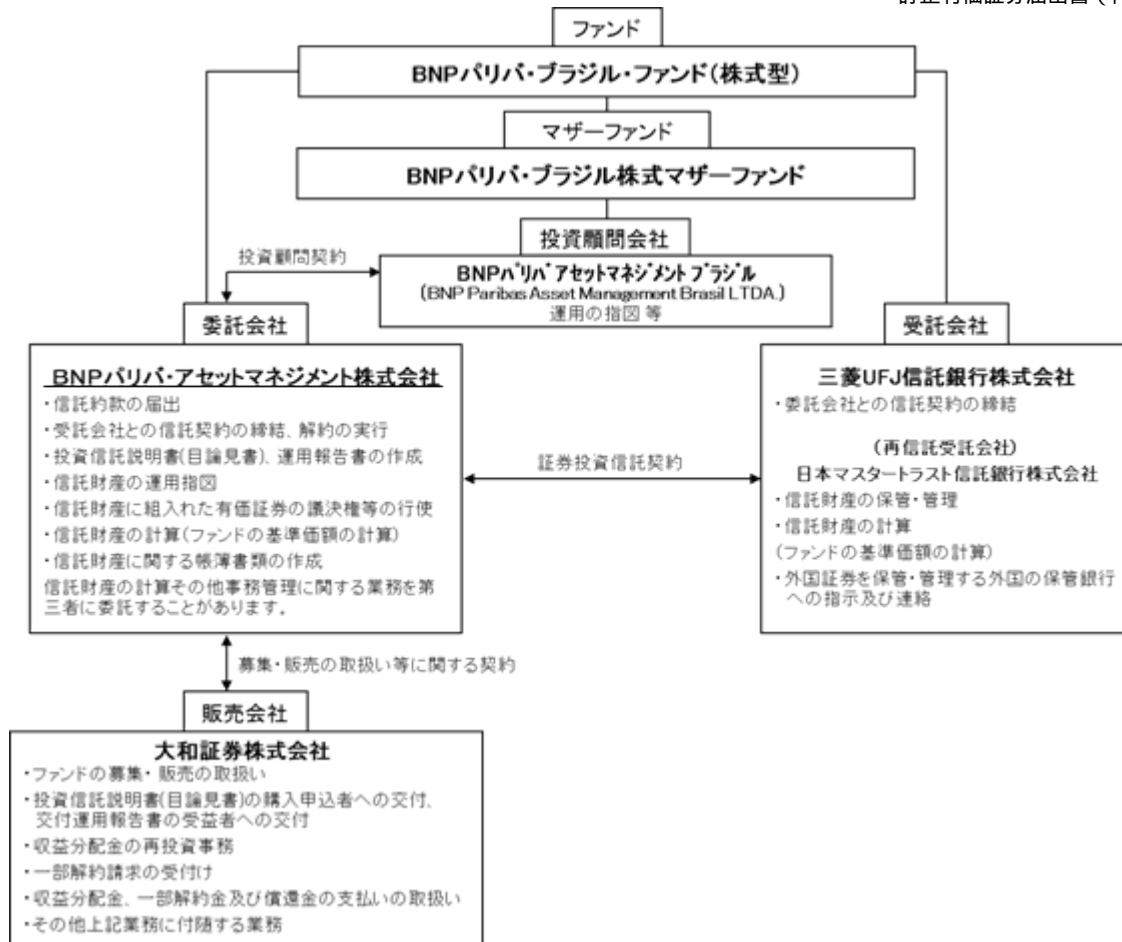 ファンド
BNPパリバ・ブラジル・ファンド(株式型)
マザーファンド
BNPパリバ・ブラジル株式マザーファンド
投資顧問会社
投資顧問契約
BNPﾊﾟﾘﾊﾞ ｱｾｯﾄﾏﾈｼﾞﾒﾝﾄ ﾌﾞﾗｼﾞﾙ
(BNP Paribas Asset Management Brasil LTDA.)
運用の指図 等
委託会社
BNPパリバ・アセットマネジメント株式会社
・信託約款の届出
・受託会社との信託契約の締結、解約の実行
・投資信託説明書(目論見書)、運用報告書の作成
・信託財産の運用指図
・信託財産に組入れた有価証券の議決権等の行使
・信託財産の計算(ファンドの基準価額の計算)
・信託財産に関する帳簿書類の作成
信託財産の計算その他事務管理に関する業務を第
三者に委託することがあります。
証券投資信託契約
受託会社
三菱UFJ信託銀行株式会社
・委託会社との信託契約の締結
(再信託受託会社)
日本マスタートラスト信託銀行株式会社
・信託財産の保管・管理
・信託財産の計算
(ファンドの基準価額の計算)
・外国証券を保管・管理する外国の保管銀行
への指示及び連絡
募集・販売の取扱い等に関する契約
販売会社
大和証券株式会社
・ファンドの募集・販売の取扱い
・投資信託説明書(目論見書)の購入申込者への交付、
交付運用報告書の受益者への交付
・収益分配金の再投資事務
・一部解約請求の受付け
・収益分配金、一部解約金及び償還金の支払いの取扱い
・その他上記業務に付随する業務